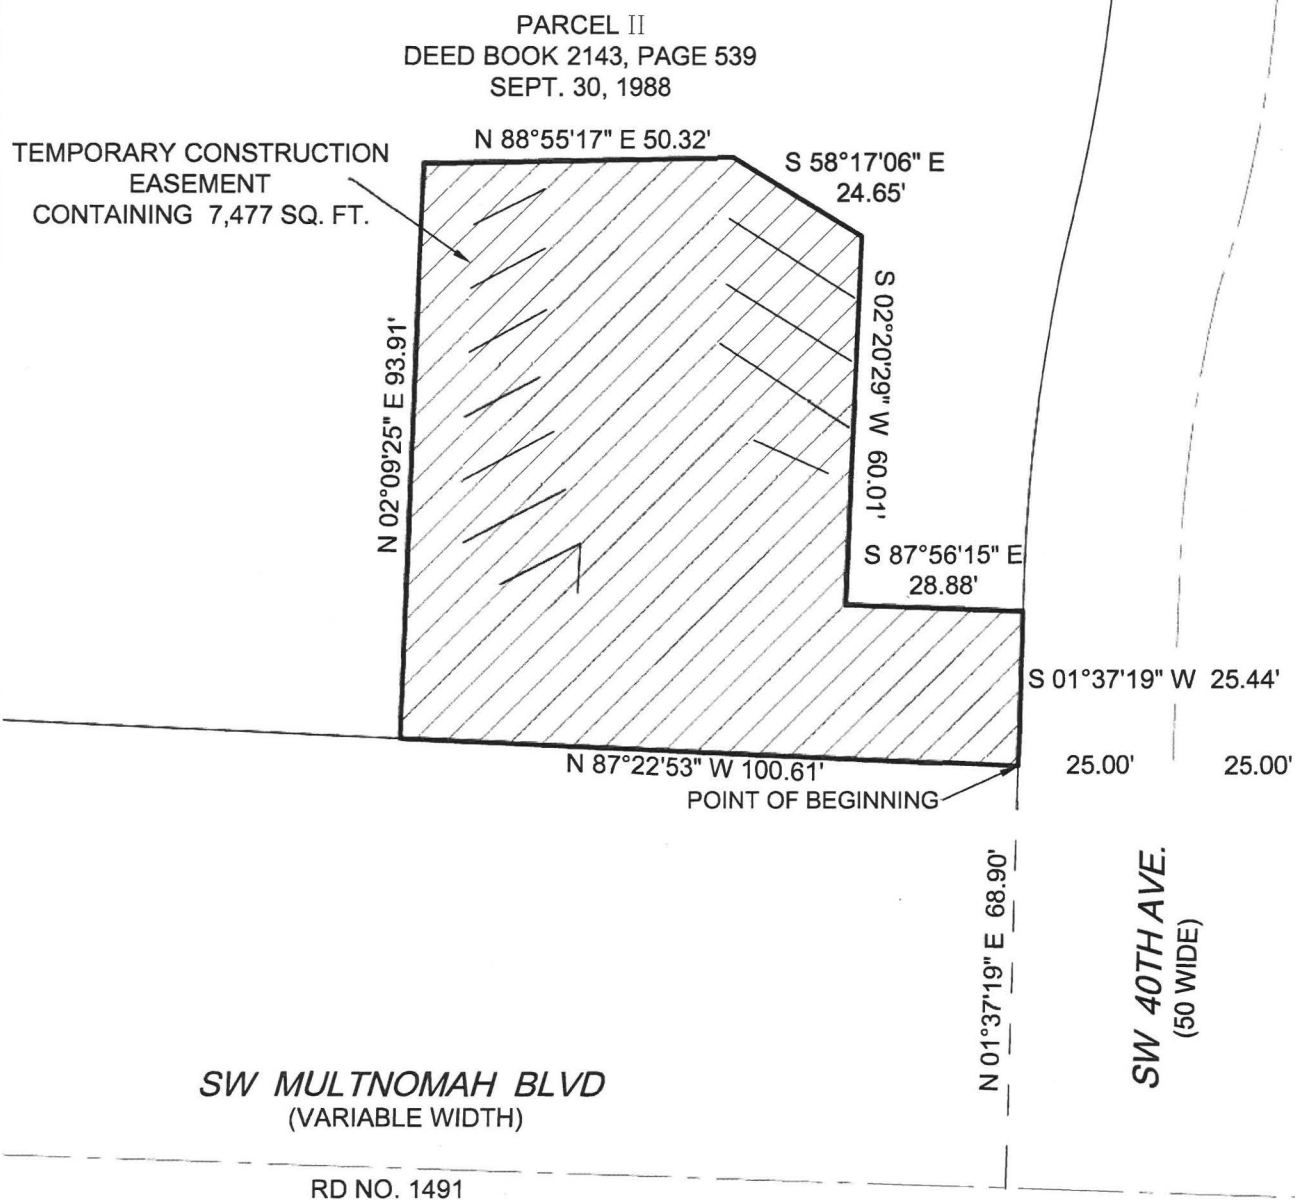 PARCEL II
DEED BOOK 2143, PAGE 539
SEPT. 30, 1988
TEMPORARY CONSTRUCTION
EASEMENT
CONTAINING 7,477 SQ. FT.
N 88°55'17" E 50.32'
S 58°17'06" E
24.65'
N 02°09'25" E 93.91'
S 02°20'29" W 60.01'
S 87°56'15" E
28.88'
S 01°37'19" W 25.44'
N 87°22'53" W 100.61'
25.00'
25.00'
POINT OF BEGINNING
N 01°37'19" E 68.90'
SW 40TH AVE.
(50 WIDE)
SW MULTNOMAH BLVD
(VARIABLE WIDTH)
RD NO. 1491